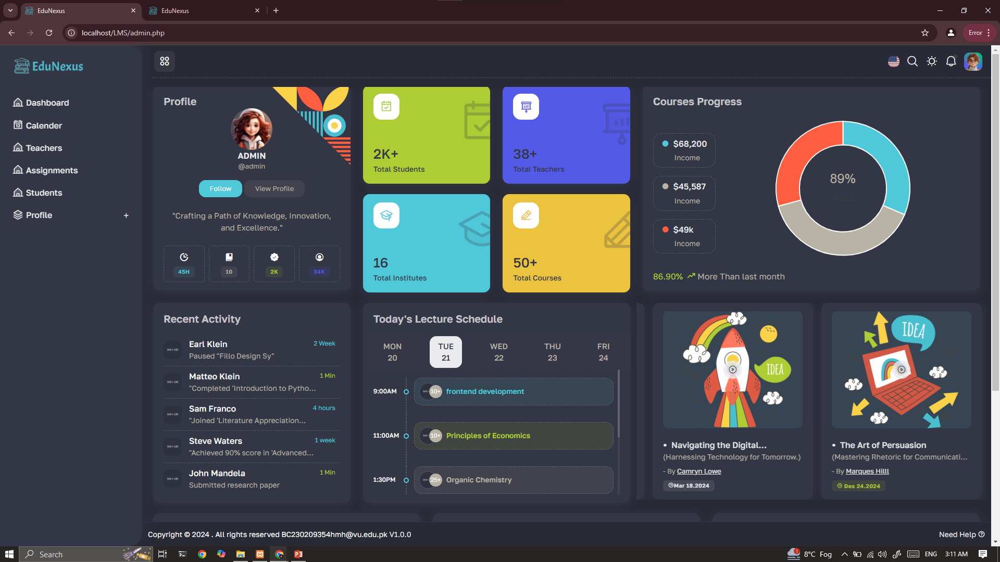 EduNexus
EduNexus
localhost/LMS/admin.php
Error
EduNexus
Dashboard
Calender
Teachers
Assignments
Students
Profile +
Profile
ADMIN
@admin
Follow
View Profile
"Crafting a Path of Knowledge, Innovation,
and Excellence."
45H
10
2K
34K
2K+
Total Students
38+
Total Teachers
16
Total Institutes
50+
Total Courses
Courses Progress
$68,200
Income
$45,587
Income
$49k
Income
89%
Total
86.90% More Than last month
Recent Activity
Earl Klein 2 Week
Paused "Fillo Design Sy"
Matteo Klein 1 Min
"Completed 'Introduction to Pytho...
Sam Franco 4 hours
"Joined 'Literature Appreciation...
Steve Waters 1 week
"Achieved 90% score in 'Advanced...
John Mandela 1 Min
Submitted research paper
Today's Lecture Schedule
MON TUE WED THU FRI
20 21 22 23 24
9:00AM 10+ frontend development
11:00AM 10+ Principles of Economics
1:30PM 25+ Organic Chemistry
IDEA
• Navigating the Digital...
(Harnessing Technology for Tomorrow.)
- By Camryn Lowe
Mar 18.2024
IDEA
• The Art of Persuasion
(Mastering Rhetoric for Communicati...
- By Marques Hilll
Des 24.2024
Copyright © 2024 . All rights reserved BC230209354hmh@vu.edu.pk V1.0.0
Need Help
Search
1
8°C Fog
ENG
3:11 AM